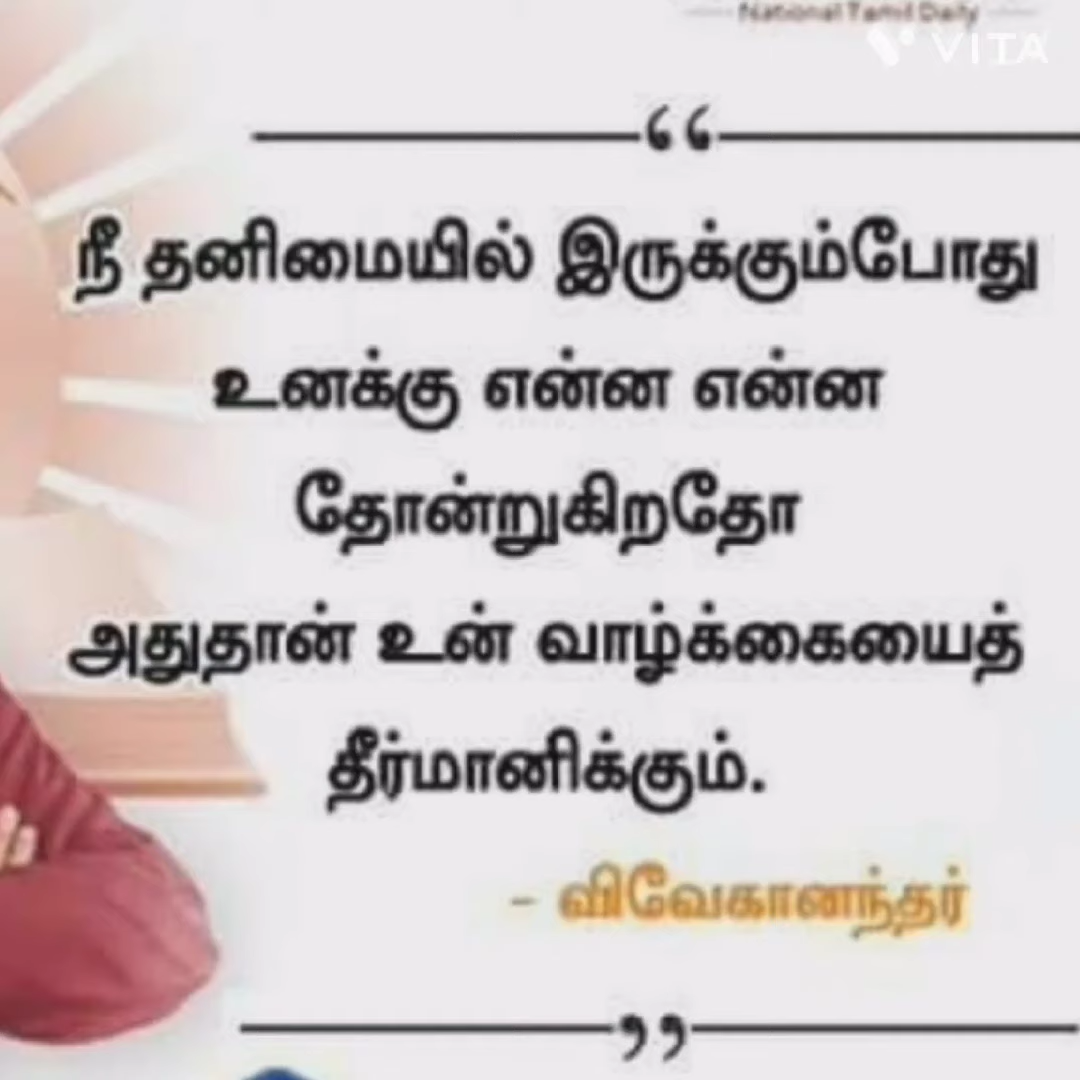 National Tamil Daily
VITA
“
நீ தனிமையில் இருக்கும்போது
உனக்கு என்ன என்ன
தோன்றுகிறதோ
அதுதான் உன் வாழ்க்கையைத்
தீர்மானிக்கும்.
- விவேகானந்தர்
”